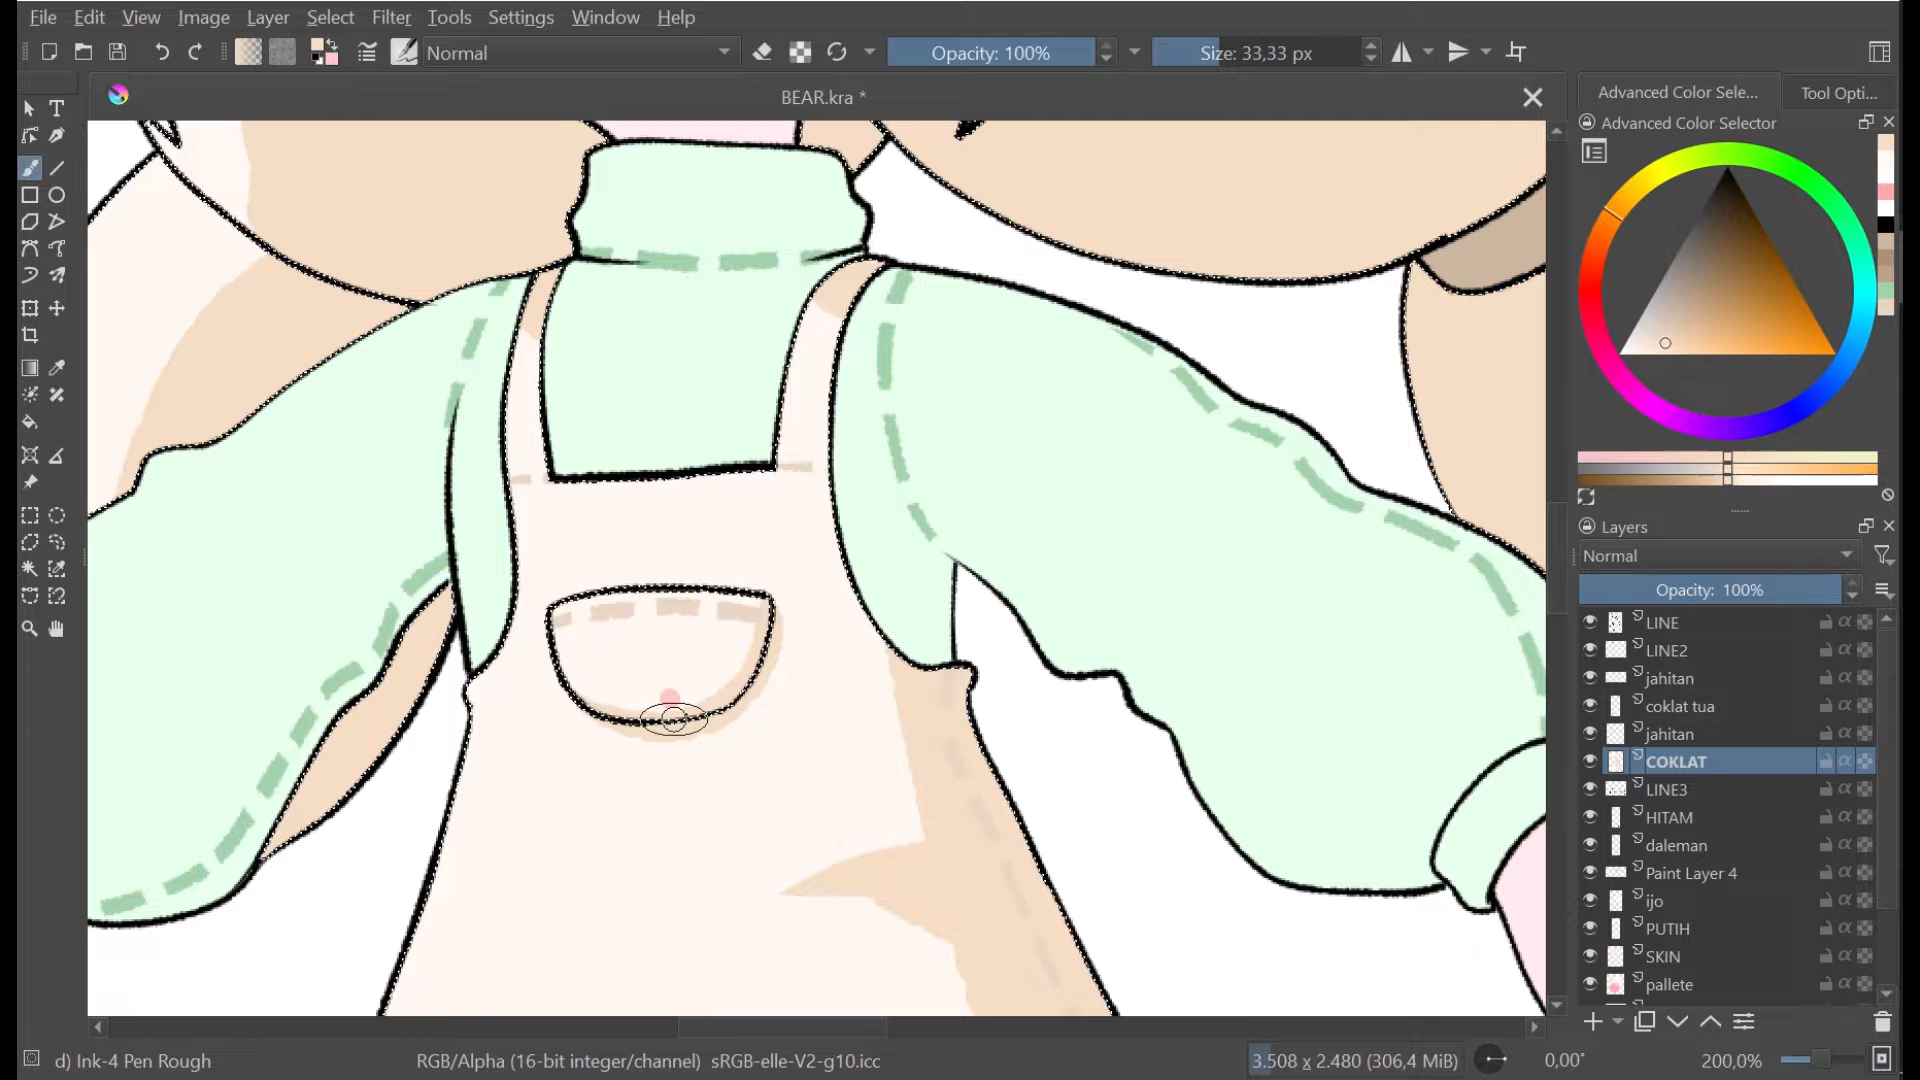 File Edit View Image Layer Select Filter Tools Settings Window Help
Normal Opacity: 100% Size: 33,33 px
BEAR.kra *
Advanced Color Sele... Tool Opti...
Advanced Color Selector
Layers
Normal
Opacity: 100%
LINE
LINE2
jahitan
coklat tua
jahitan
COKLAT
LINE3
HITAM
daleman
Paint Layer 4
ijo
PUTIH
SKIN
pallete
d) Ink-4 Pen Rough RGB/Alpha (16-bit integer/channel) sRGB-elle-V2-g10.icc 3.508 x 2.480 (306,4 MiB) 0,00° 200,0%